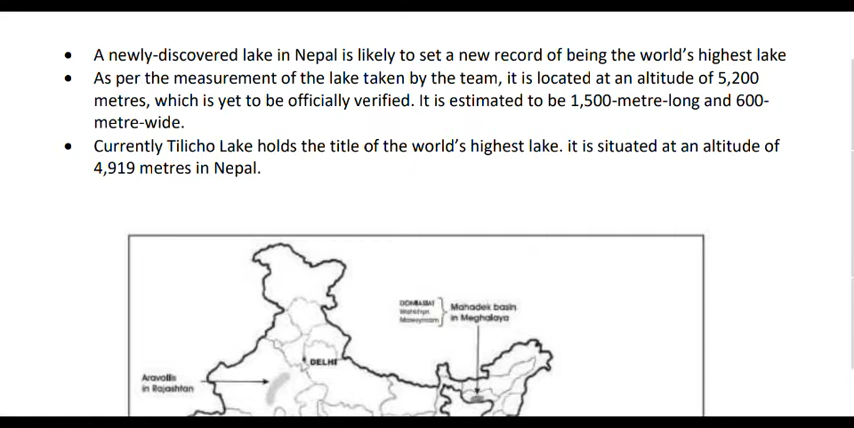 • A newly-discovered lake in Nepal is likely to set a new record of being the world's highest lake
• As per the measurement of the lake taken by the team, it is located at an altitude of 5,200
metres, which is yet to be officially verified. It is estimated to be 1,500-metre-long and 600-
metre-wide.
• Currently Tilicho Lake holds the title of the world's highest lake. it is situated at an altitude of
4,919 metres in Nepal.
Mahadek basin
in Meghalaya
DELHI
Aravallis
in Rajashtan